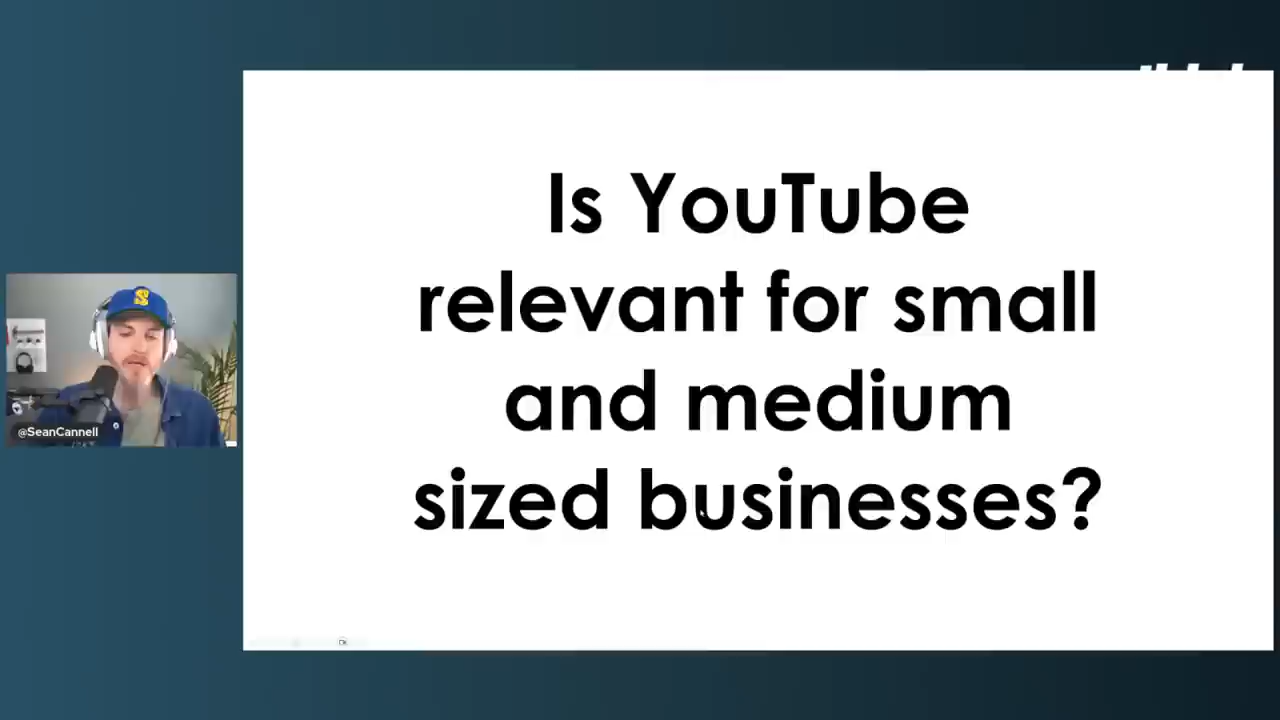 Is YouTube
relevant for small
and medium
sized businesses?
@SeanCannell
S